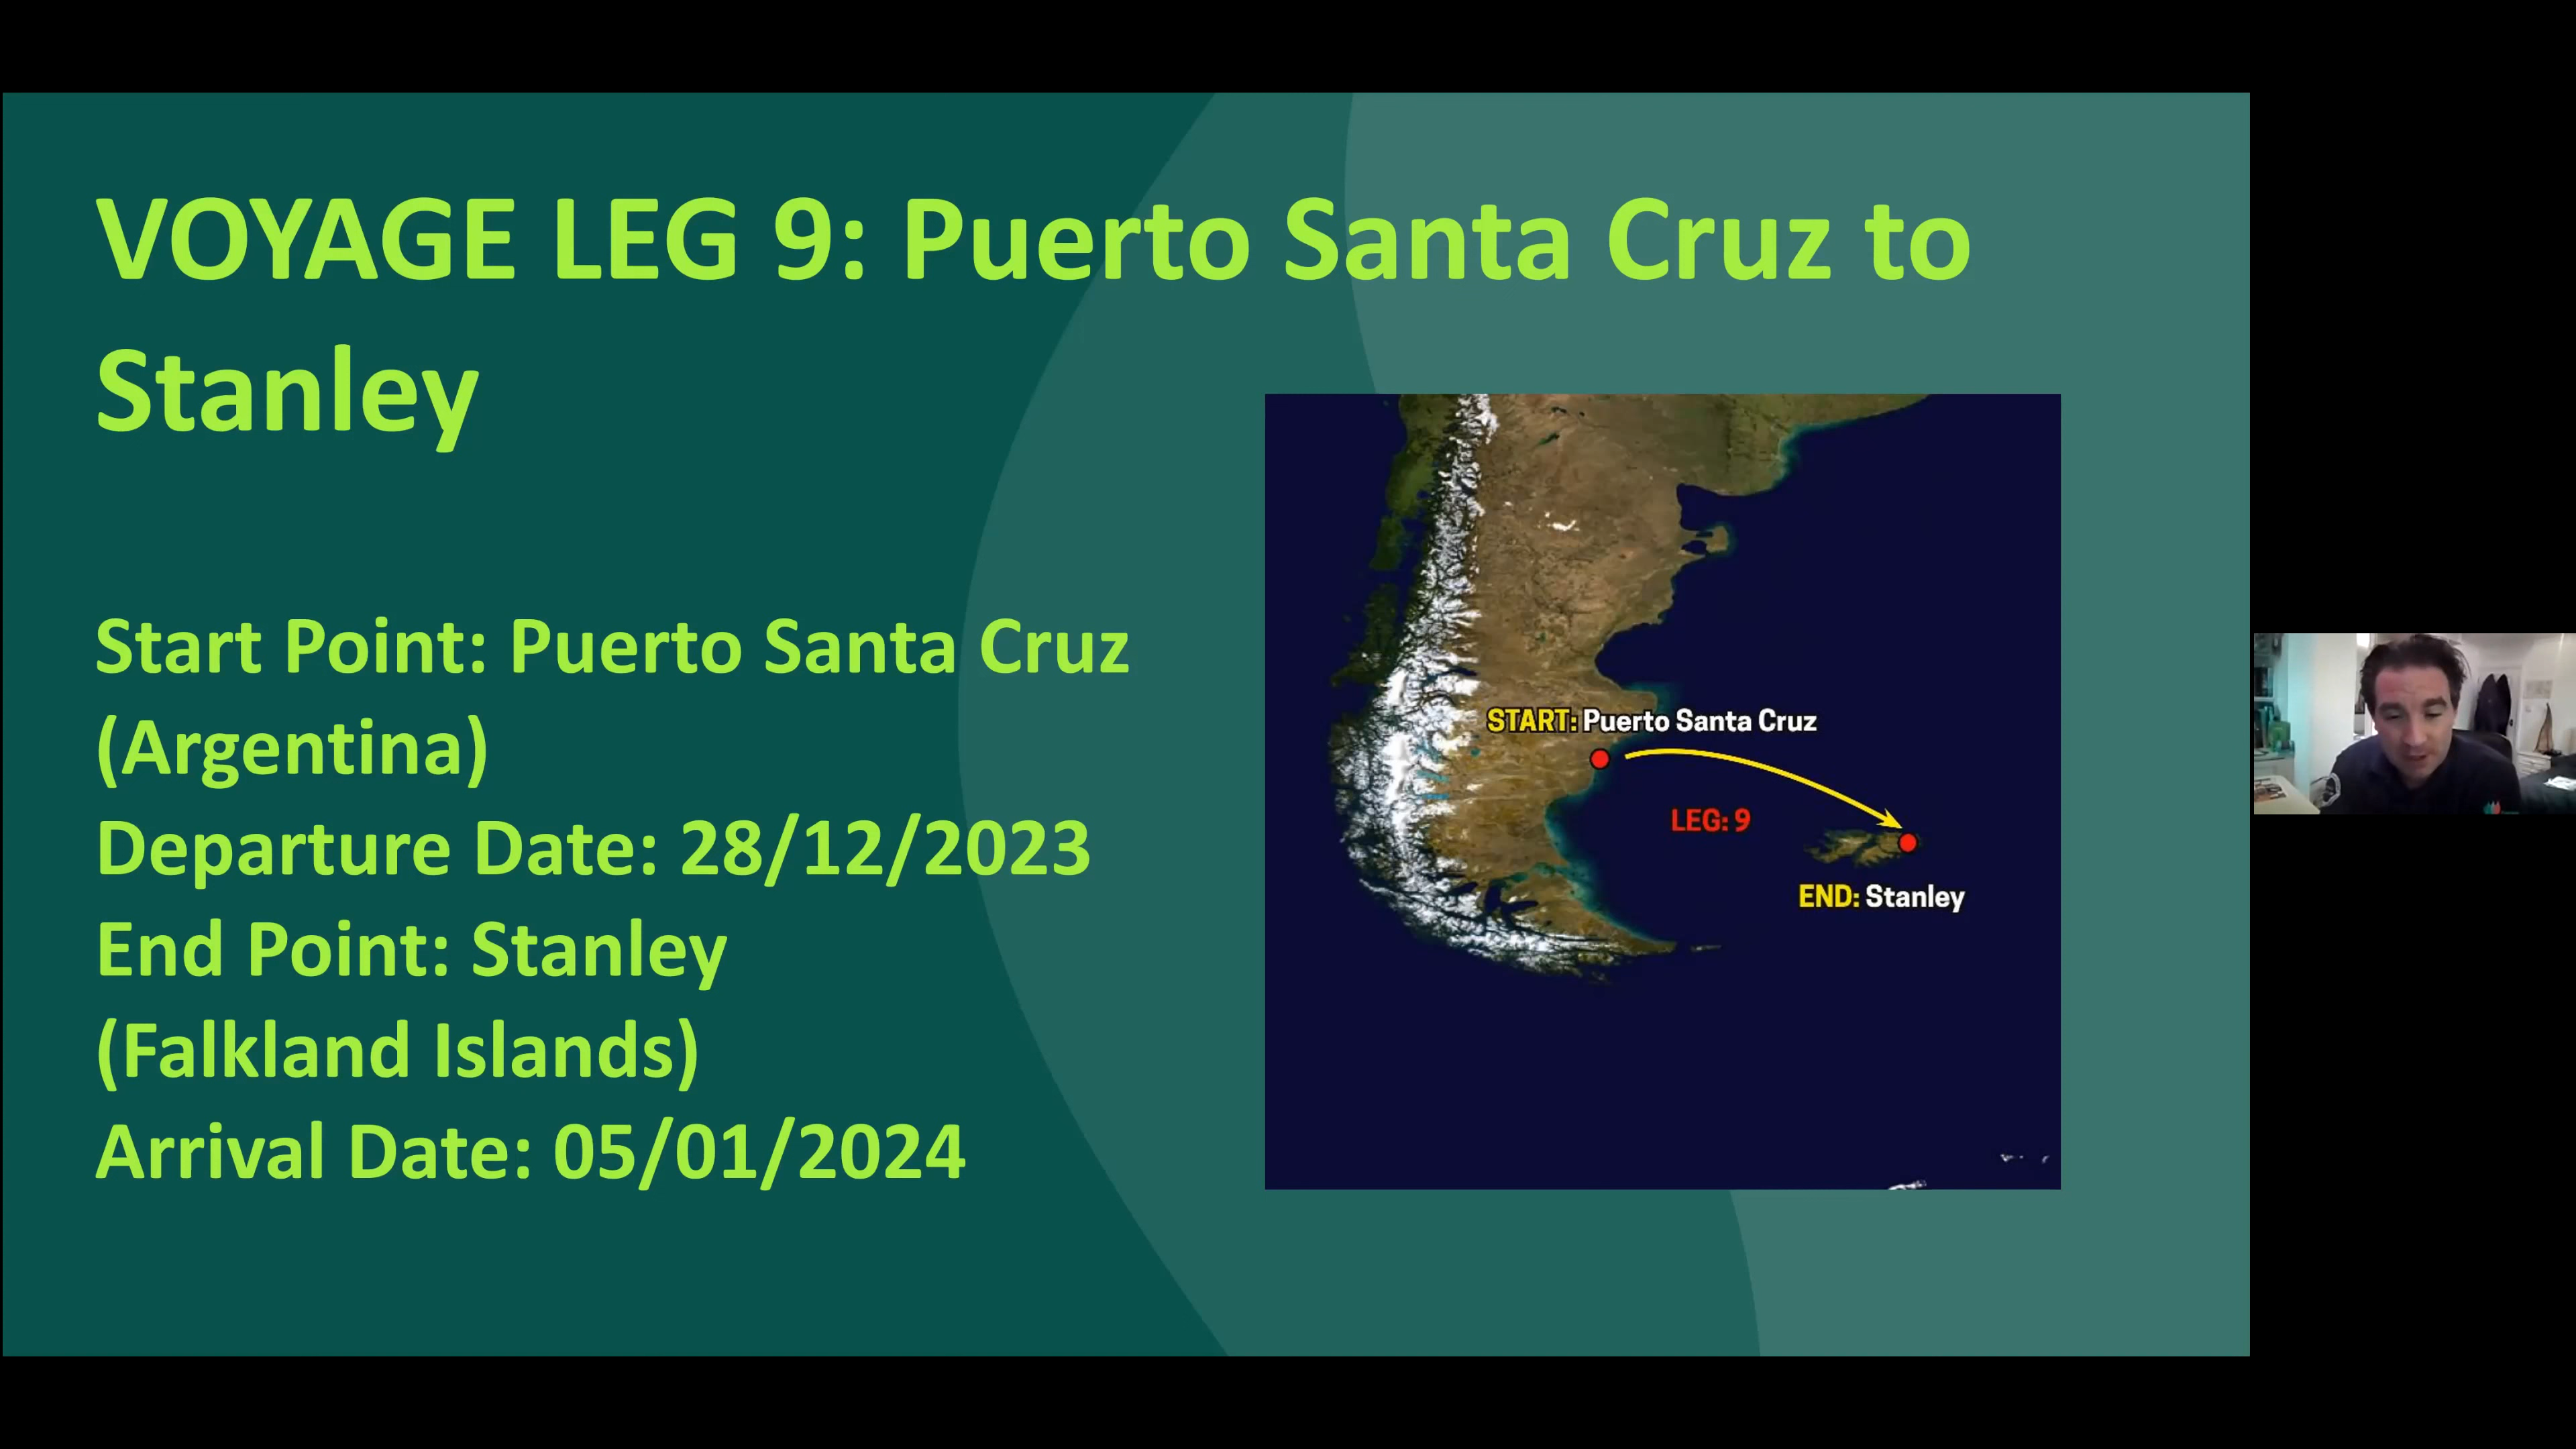 VOYAGE LEG 9: Puerto Santa Cruz to
Stanley
Start Point: Puerto Santa Cruz
(Argentina)
Departure Date: 28/12/2023
End Point: Stanley
(Falkland Islands)
Arrival Date: 05/01/2024
START: Puerto Santa Cruz
LEG: 9
END: Stanley